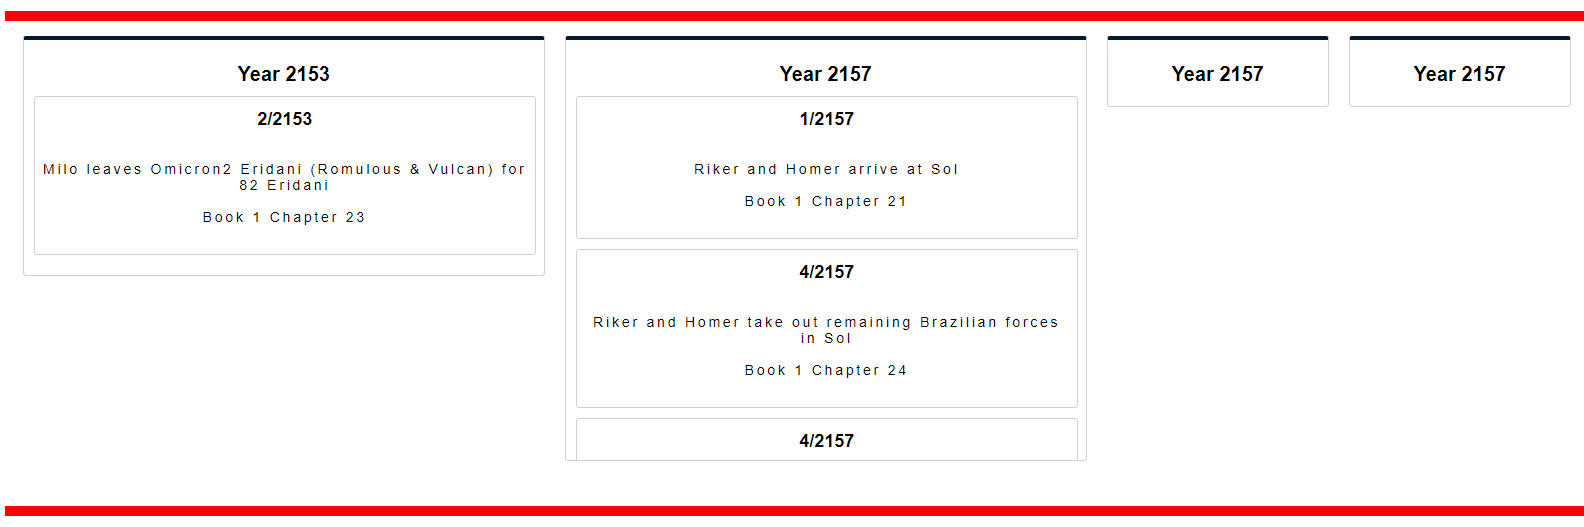 Year 2153
2/2153
Milo leaves Omicron2 Eridani (Romulous & Vulcan) for
82 Eridani
Book 1 Chapter 23
Year 2157
1/2157
Riker and Homer arrive at Sol
Book 1 Chapter 21
4/2157
Riker and Homer take out remaining Brazilian forces
in Sol
Book 1 Chapter 24
4/2157
Year 2157
Year 2157